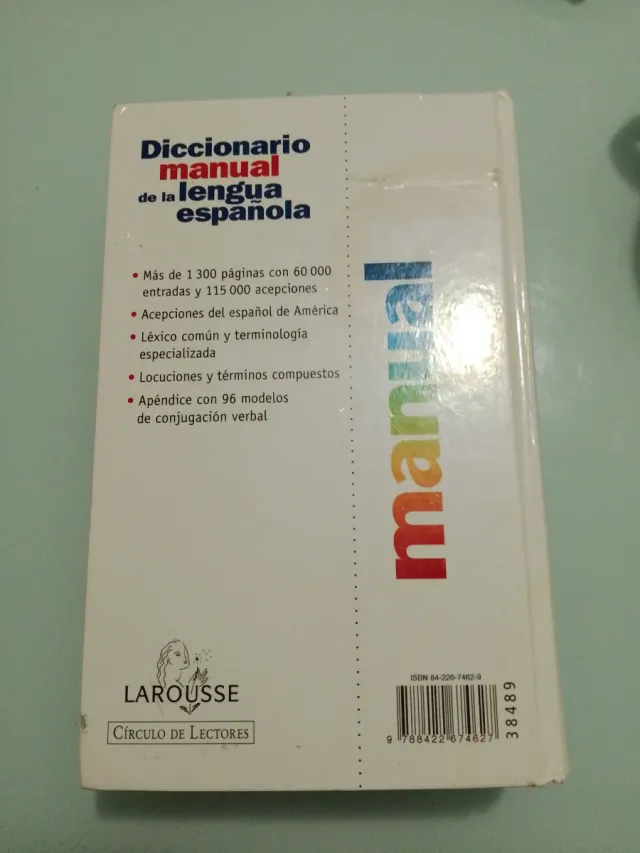 Diccionario
manual
de la lengua
española
• Más de 1 300 páginas con 60 000
entradas y 115 000 acepciones
• Acepciones del español de América
• Léxico común y terminología
especializada
• Locuciones y términos compuestos
• Apéndice con 96 modelos
de conjugación verbal
manual
LAROUSSE
CÍRCULO DE LECTORES
ISBN 84-226-7462-9
9 788422 674627
38489